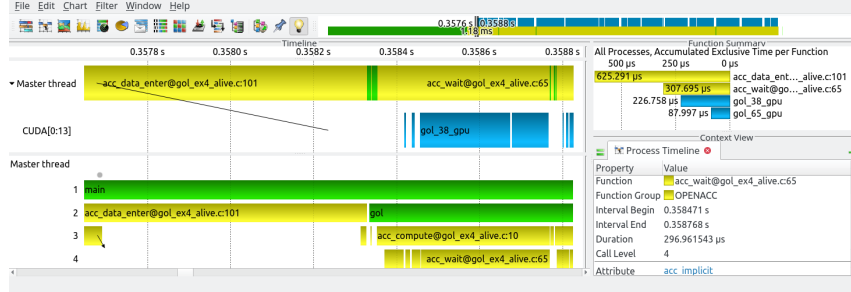 File Edit Chart Filter Window Help
0.3576 s 0.3588 s
1.18 ms
Timeline
0.3578 s 0.3580 s 0.3582 s 0.3584 s 0.3586 s 0.3588 s
Master thread
acc_data_enter@gol_ex4_alive.c:101 acc_wait@gol_ex4_alive.c:65
CUDA[0:13]
gol_38_gpu
Master thread
1 main
2 acc_data_enter@gol_ex4_alive.c:101 gol
3 acc_compute@gol_ex4_alive.c:10
4 acc_wait@gol_ex4_alive.c:65
Function Summary
All Processes, Accumulated Exclusive Time per Function
500 µs 250 µs 0 µs
625.291 µs acc_data_ent..._alive.c:101
307.695 µs acc_wait@go..._alive.c:65
226.758 µs gol_38_gpu
87.997 µs gol_65_gpu
Context View
Process Timeline
Property Value
Function acc_wait@gol_ex4_alive.c:65
Function Group OPENACC
Interval Begin 0.358471 s
Interval End 0.358768 s
Duration 296.961543 µs
Call Level 4
Attribute acc_implicit